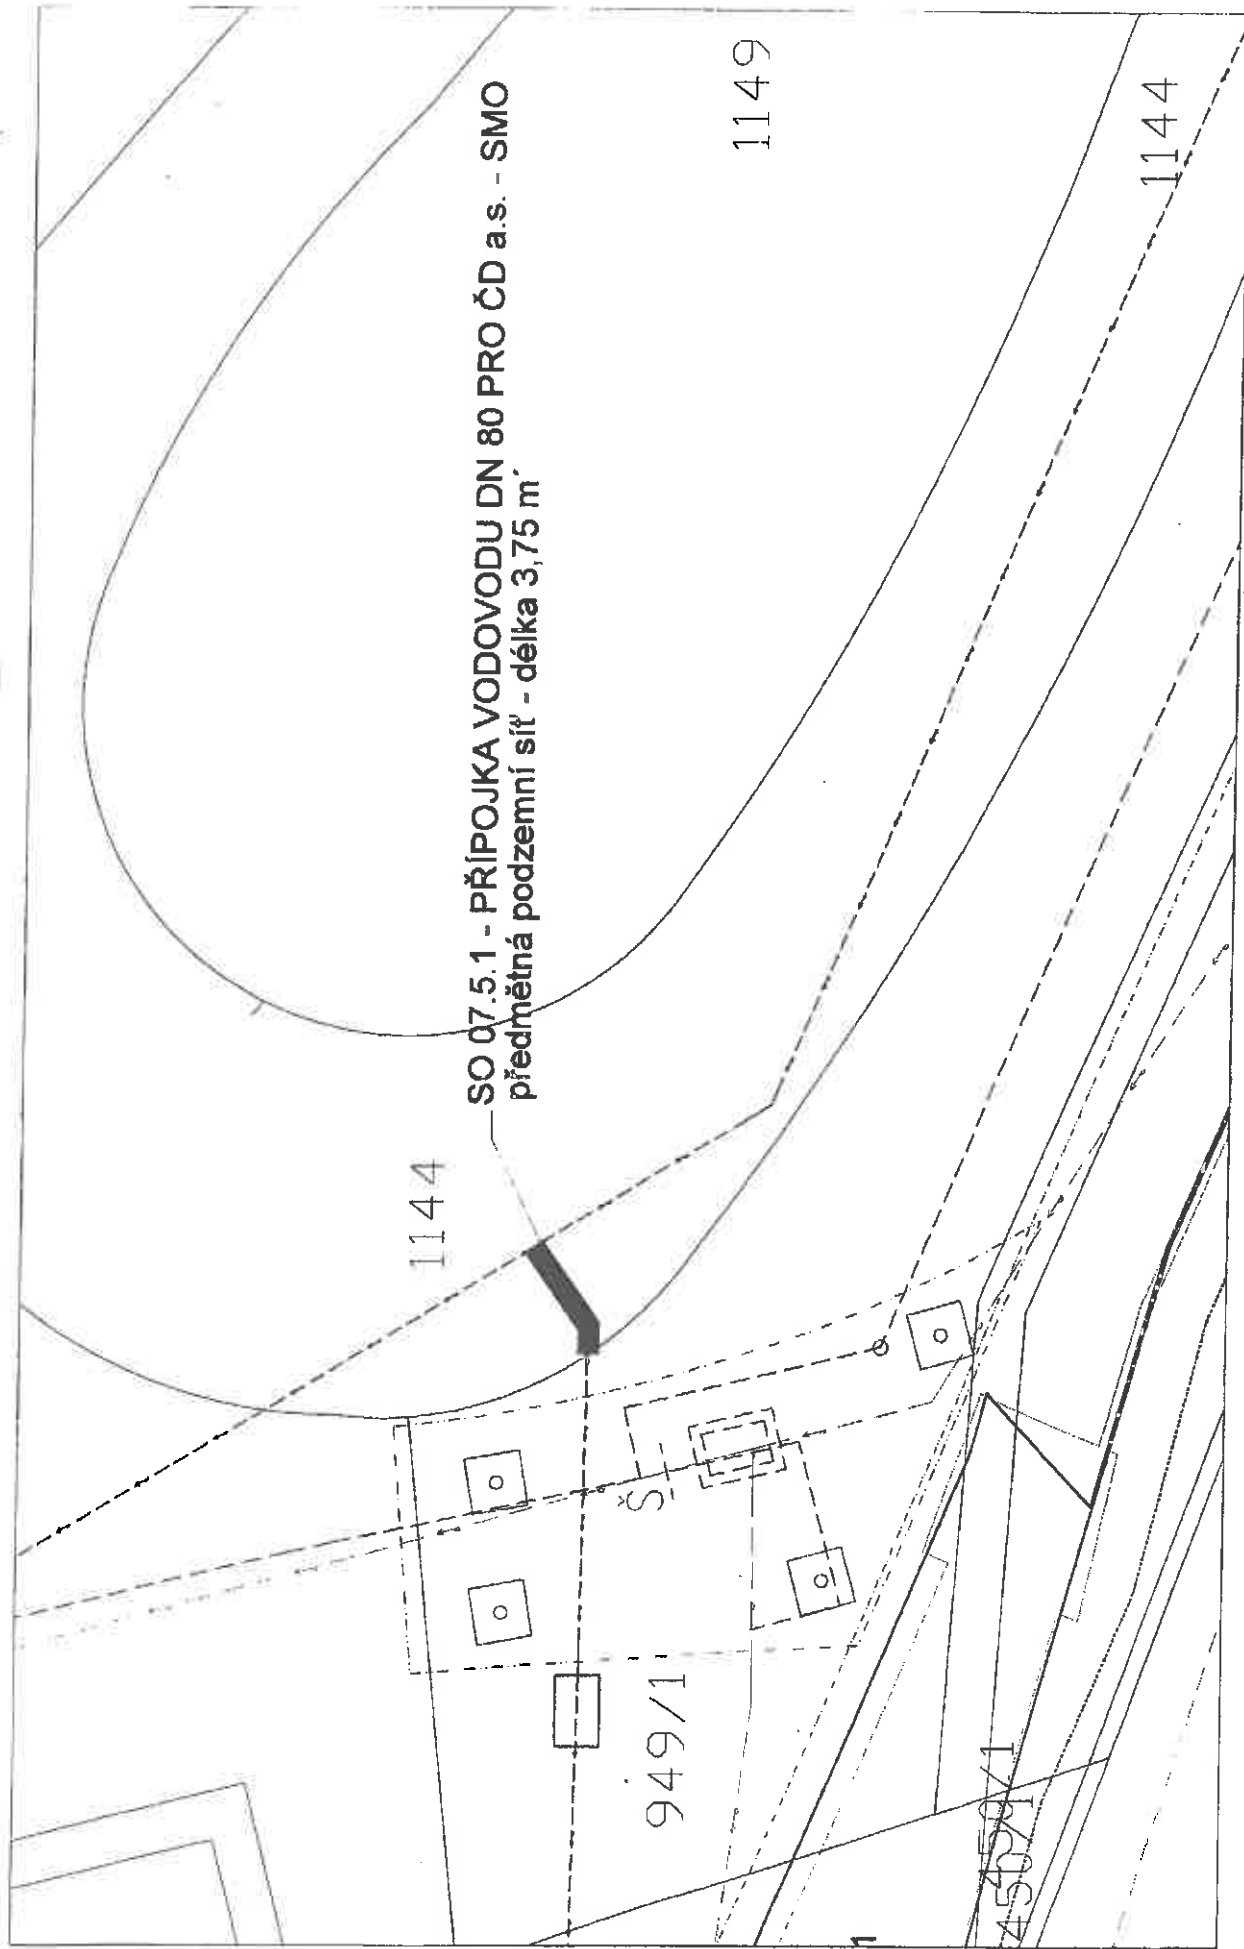 SO 07.5.1 - PŘÍPOJKA VODOVODU DN 80 PRO ČD a.s. - SMO
předmětná podzemní síť - délka 3,75 m´
1149
1144
1144
Š
949/1
1